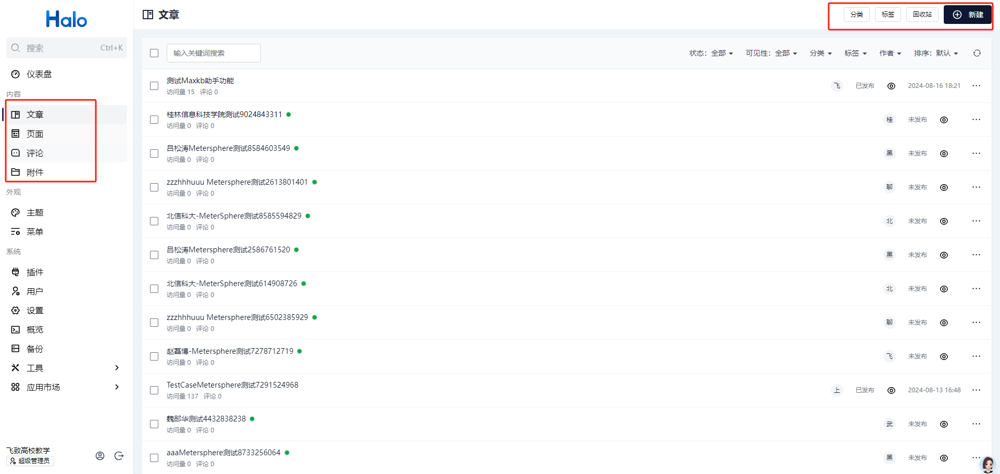 Halo
搜索 Ctrl+K
仪表盘
内容
文章
页面
评论
附件
外观
主题
菜单
系统
插件
用户
设置
概览
备份
工具
应用市场
飞致高校教学
超级管理员
文章
分类 标签 回收站 新建
输入关键词搜索 状态：全部 可见性：全部 分类 标签 作者 排序：默认
测试Maxkb助手功能
访问量 15 评论 0
飞 已发布 2024-08-16 18:21
桂林信息科技学院测试9024843311
访问量 0 评论 0
桂 未发布
吕松涛Metersphere测试8584603549
访问量 0 评论 0
黑 未发布
zzzhhhuuu Metersphere测试2613801401
访问量 0 评论 0
聊 未发布
北信科大-MeterSphere测试8585594829
访问量 0 评论 0
北 未发布
吕松涛Metersphere测试2586761520
访问量 0 评论 0
黑 未发布
北信科大-MeterSphere测试614908726
访问量 0 评论 0
北 未发布
zzzhhhuuu Metersphere测试6502385929
访问量 0 评论 0
聊 未发布
赵磊博-Metersphere测试7278712719
访问量 0 评论 0
飞 未发布
TestCaseMetersphere测试7291524968
访问量 137 评论 0
上 已发布 2024-08-13 16:48
魏郧华测试4432838238
访问量 0 评论 0
武 未发布
aaaMetersphere测试8733256064
访问量 0 评论 0
黑 未发布